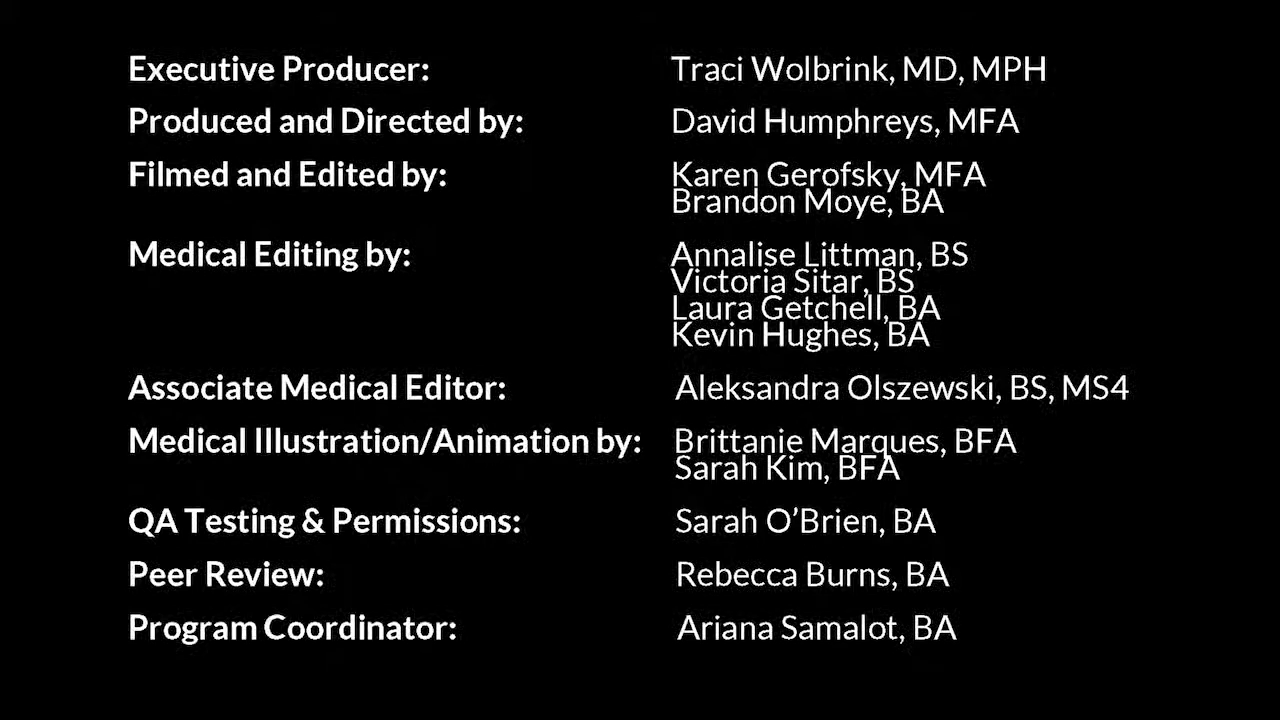 Executive Producer: Traci Wolbrink, MD, MPH
Produced and Directed by: David Humphreys, MFA
Filmed and Edited by: Karen Gerofsky, MFA
Brandon Moye, BA
Medical Editing by: Annalise Littman, BS
Victoria Sitar, BS
Laura Getchell, BA
Kevin Hughes, BA
Associate Medical Editor: Aleksandra Olszewski, BS, MS4
Medical Illustration/Animation by: Brittanie Marques, BFA
Sarah Kim, BFA
QA Testing & Permissions: Sarah O’Brien, BA
Peer Review: Rebecca Burns, BA
Program Coordinator: Ariana Samalot, BA